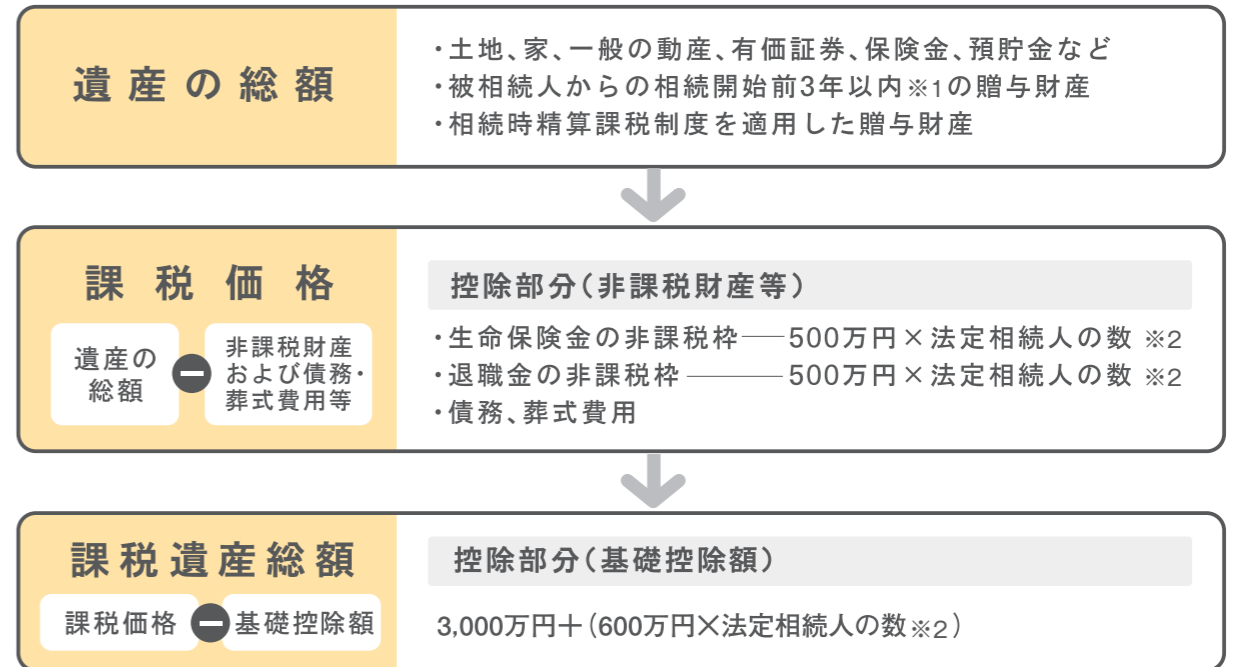 遺産の総額
・土地、家、一般の動産、有価証券、保険金、預貯金など
・被相続人からの相続開始前3年以内※1の贈与財産
・相続時精算課税制度を適用した贈与財産
課税価格
遺産の
総額
−
非課税財産
および債務・
葬式費用等
控除部分(非課税財産等)
・生命保険金の非課税枠──500万円×法定相続人の数 ※2
・退職金の非課税枠 ────500万円×法定相続人の数 ※2
・債務、葬式費用
課税遺産総額
課税価格 − 基礎控除額
控除部分(基礎控除額)
3,000万円+(600万円×法定相続人の数※2)